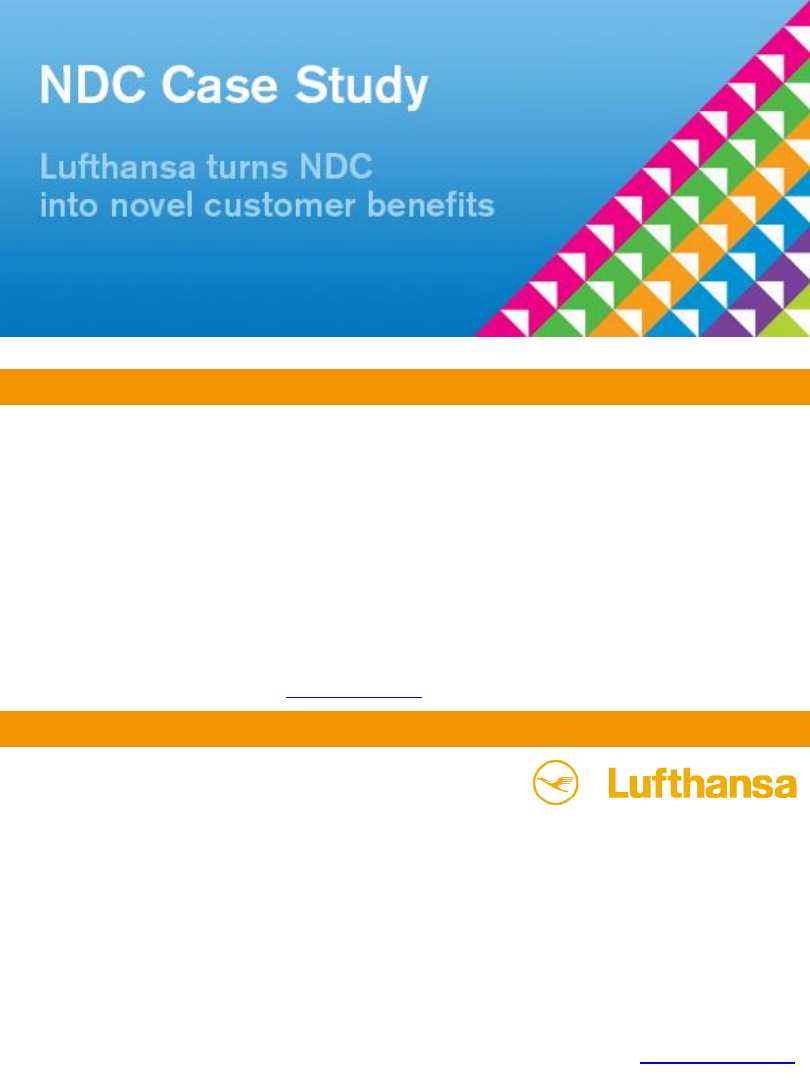 NDC Case Study
Lufthansa turns NDC
into novel customer benefits
Lufthansa